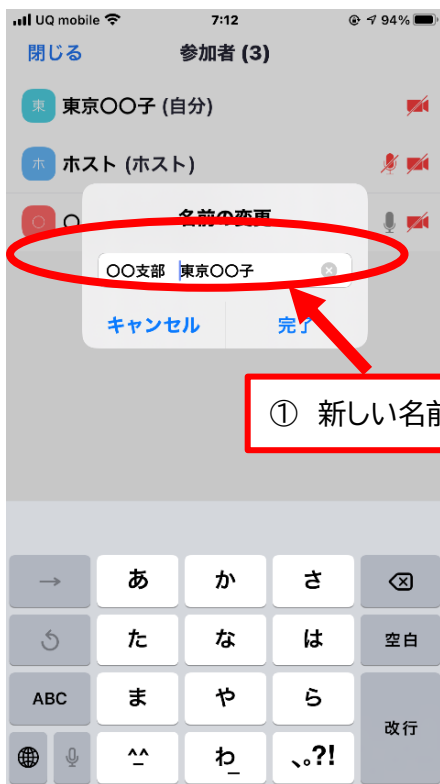 UQ mobile 7:12 94%
閉じる 参加者 (3)
東 東京〇〇子 (自分)
ホ ホスト (ホスト)
〇 〇
名前の変更
〇〇支部 東京〇〇子
キャンセル 完了
① 新しい名前
→ あ か さ
た な は 空白
ABC ま や ら
改行
^_^ わ_ 、。?!